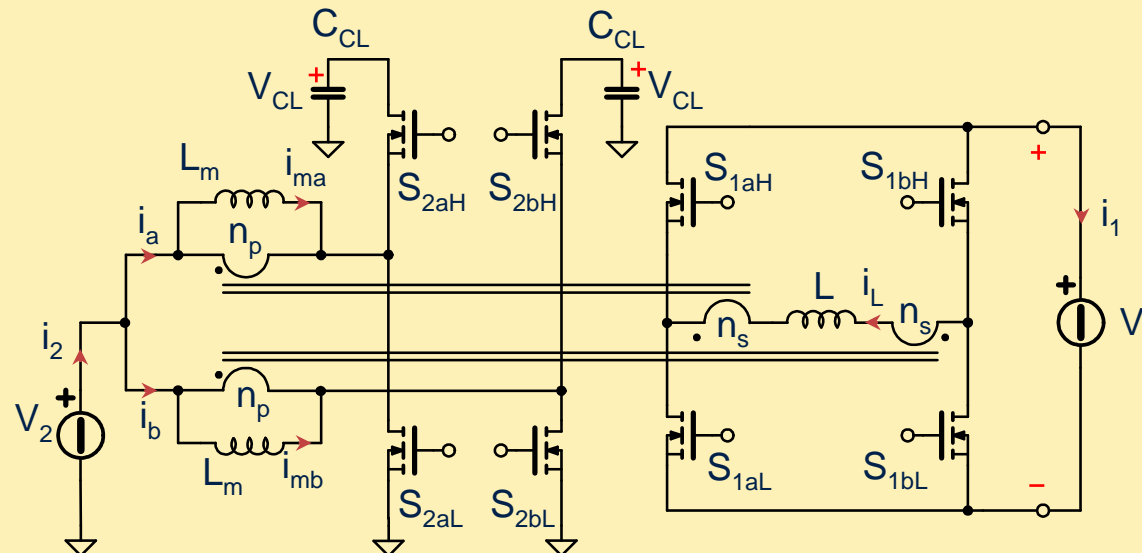 C_CL
C_CL
+
V_CL
+
V_CL
L_m
i_ma
S_2aH
S_2bH
S_1aH
S_1bH
+
i_a
n_p
i_1
L
i_L
n_s
n_s
+
V
i_2
+
V_2
i_b
n_p
L_m
i_mb
S_2aL
S_2bL
S_1aL
S_1bL
−